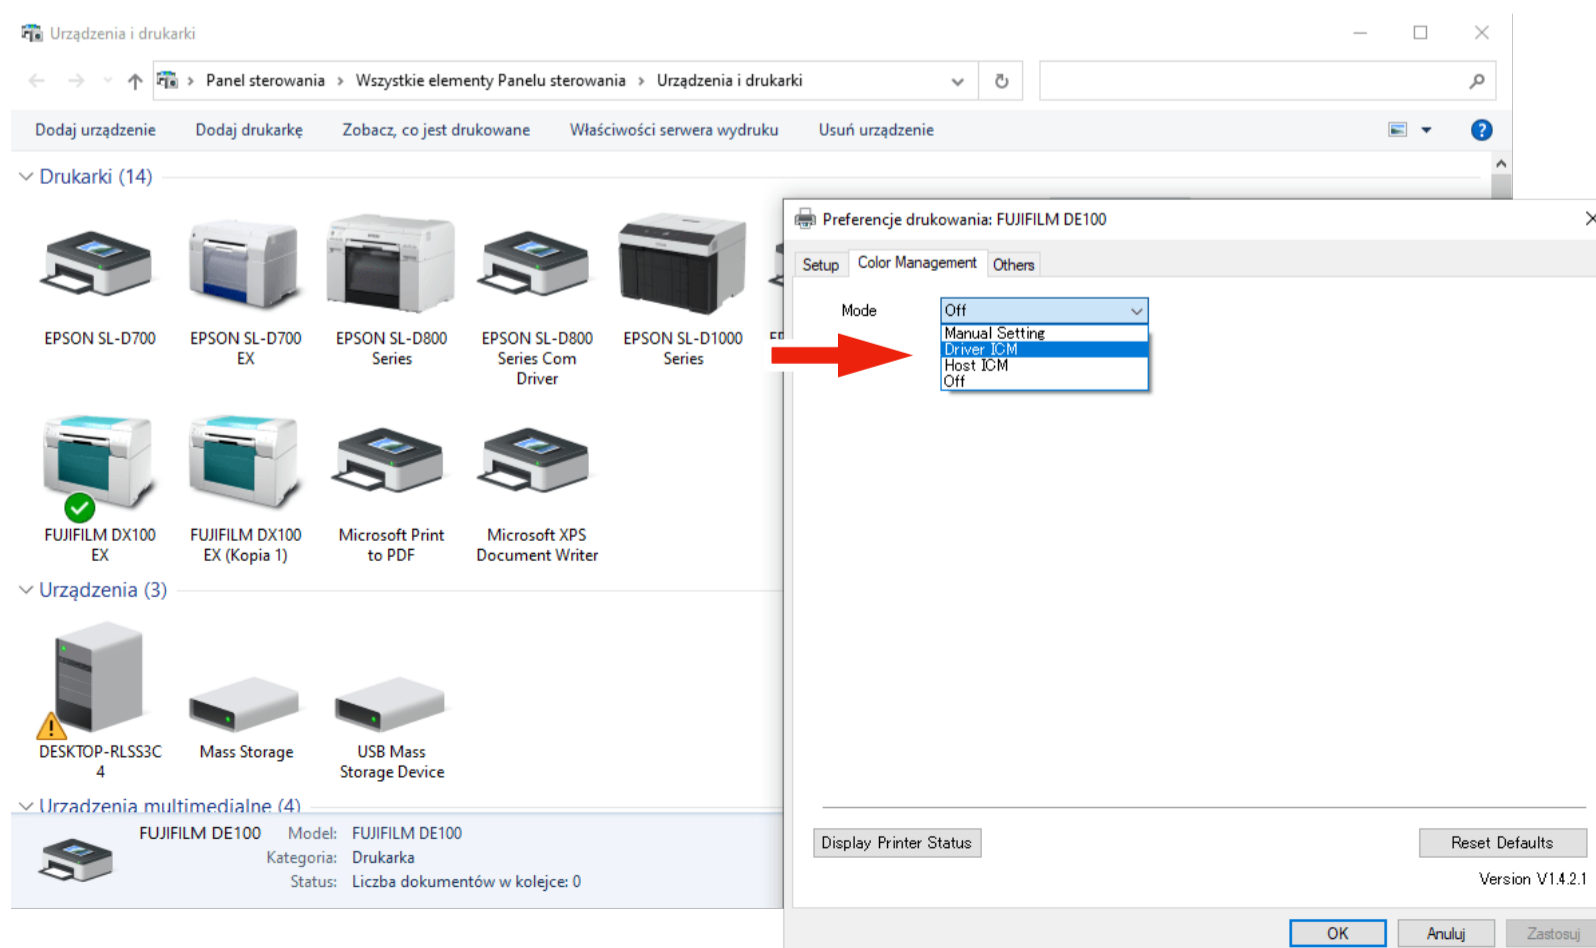 Urządzenia i drukarki
Panel sterowania > Wszystkie elementy Panelu sterowania > Urządzenia i drukarki
Dodaj urządzenie Dodaj drukarkę Zobacz, co jest drukowane Właściwości serwera wydruku Usuń urządzenie
Drukarki (14)
EPSON SL-D700
EPSON SL-D700
EX
EPSON SL-D800
Series
EPSON SL-D800
Series Com
Driver
EPSON SL-D1000
Series
FUJIFILM DX100
EX
FUJIFILM DX100
EX (Kopia 1)
Microsoft Print
to PDF
Microsoft XPS
Document Writer
Urządzenia (3)
DESKTOP-RLSS3C
4
Mass Storage
USB Mass
Storage Device
Urządzenia multimedialne (4)
FUJIFILM DE100 Model: FUJIFILM DE100
Kategoria: Drukarka
Status: Liczba dokumentów w kolejce: 0
Preferencje drukowania: FUJIFILM DE100
Setup Color Management Others
Mode Off
Manual Setting
Driver ICM
Host ICM
Off
Display Printer Status Reset Defaults
Version V1.4.2.1
OK Anuluj Zastosuj